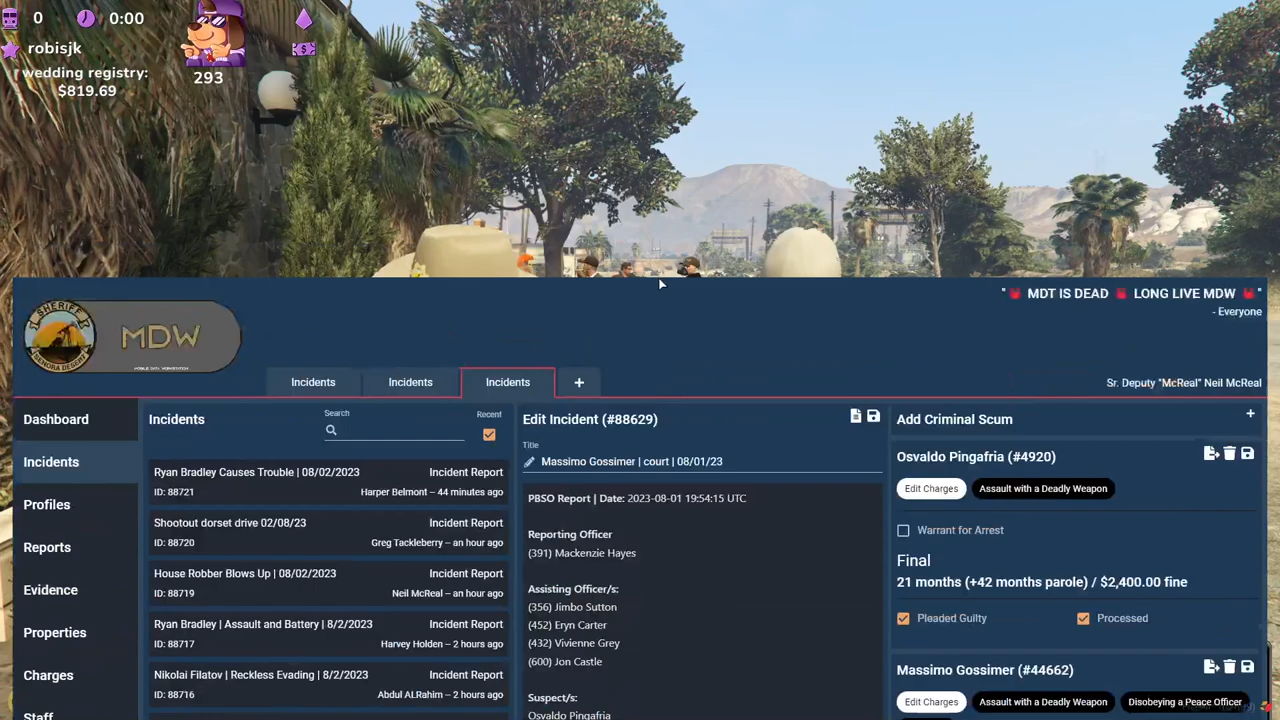 0
0:00
robisjk
wedding registry:
$819.69
293
" MDT IS DEAD LONG LIVE MDW "
- Everyone
SHERIFF
MDW
MOBILE DATA WORKSTATION
Incidents
Incidents
Incidents
+
Sr. Deputy "McReal" Neil McReal
Dashboard
Incidents
Profiles
Reports
Evidence
Properties
Charges
Staff
Incidents
Search
Recent
Ryan Bradley Causes Trouble | 08/02/2023
Incident Report
ID: 88721
Harper Belmont – 44 minutes ago
Shootout dorset drive 02/08/23
Incident Report
ID: 88720
Greg Tackleberry – an hour ago
House Robber Blows Up | 08/02/2023
Incident Report
ID: 88719
Neil McReal – an hour ago
Ryan Bradley | Assault and Battery | 8/2/2023
Incident Report
ID: 88717
Harvey Holden – 2 hours ago
Nikolai Filatov | Reckless Evading | 8/2/2023
Incident Report
ID: 88716
Abdul ALRahim – 2 hours ago
Edit Incident (#88629)
Title
Massimo Gossimer | court | 08/01/23
PBSO Report | Date: 2023-08-01 19:54:15 UTC
Reporting Officer
(391) Mackenzie Hayes
Assisting Officer/s:
(356) Jimbo Sutton
(452) Eryn Carter
(432) Vivienne Grey
(600) Jon Castle
Suspect/s:
Osvaldo Pingafria
Add Criminal Scum
+
Osvaldo Pingafria (#4920)
Edit Charges
Assault with a Deadly Weapon
Warrant for Arrest
Final
21 months (+42 months parole) / $2,400.00 fine
Pleaded Guilty
Processed
Massimo Gossimer (#44662)
Edit Charges
Assault with a Deadly Weapon
Disobeying a Peace Officer